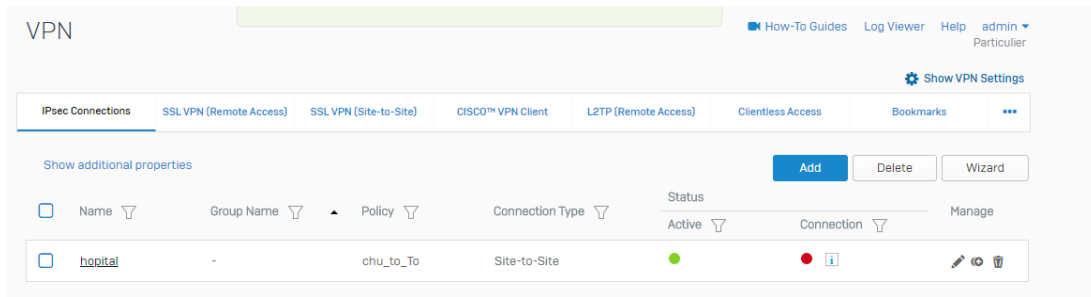 VPN
How-To Guides Log Viewer Help admin
Particulier
Show VPN Settings
IPsec Connections SSL VPN (Remote Access) SSL VPN (Site-to-Site) CISCO™ VPN Client L2TP (Remote Access) Clientless Access Bookmarks •••
Show additional properties
Add Delete Wizard
Name Group Name Policy Connection Type Status Manage
Active Connection
hopital - chu_to_To Site-to-Site i